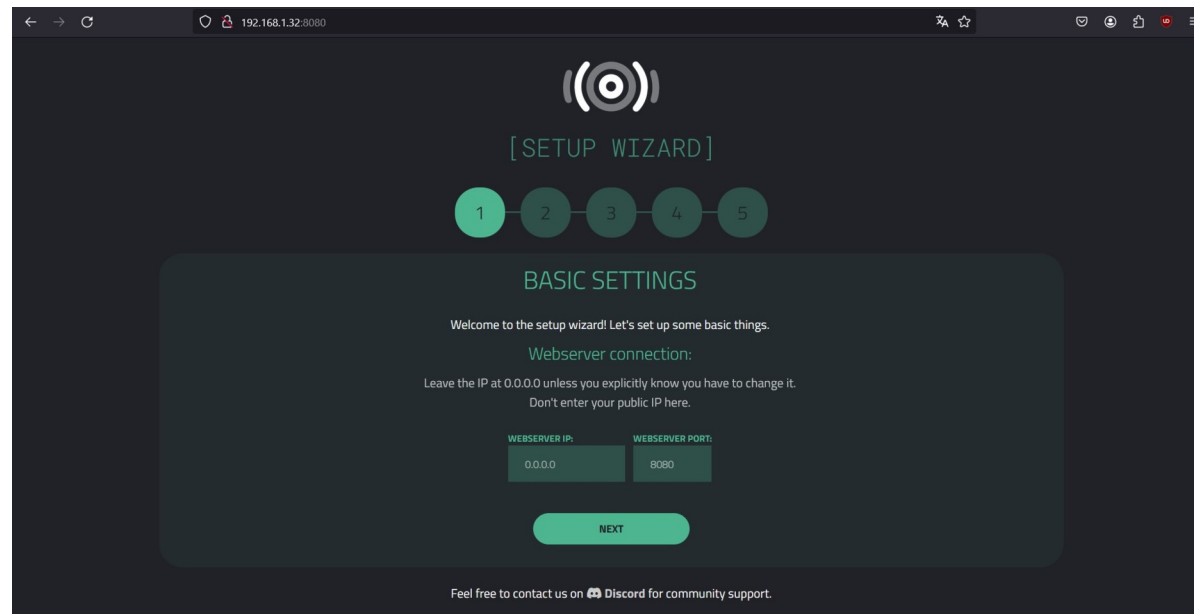 192.168.1.32:8080
[SETUP WIZARD]
1 2 3 4 5
BASIC SETTINGS
Welcome to the setup wizard! Let's set up some basic things.
Webserver connection:
Leave the IP at 0.0.0.0 unless you explicitly know you have to change it.
Don't enter your public IP here.
WEBSERVER IP: WEBSERVER PORT:
0.0.0.0 8080
NEXT
Feel free to contact us on Discord for community support.